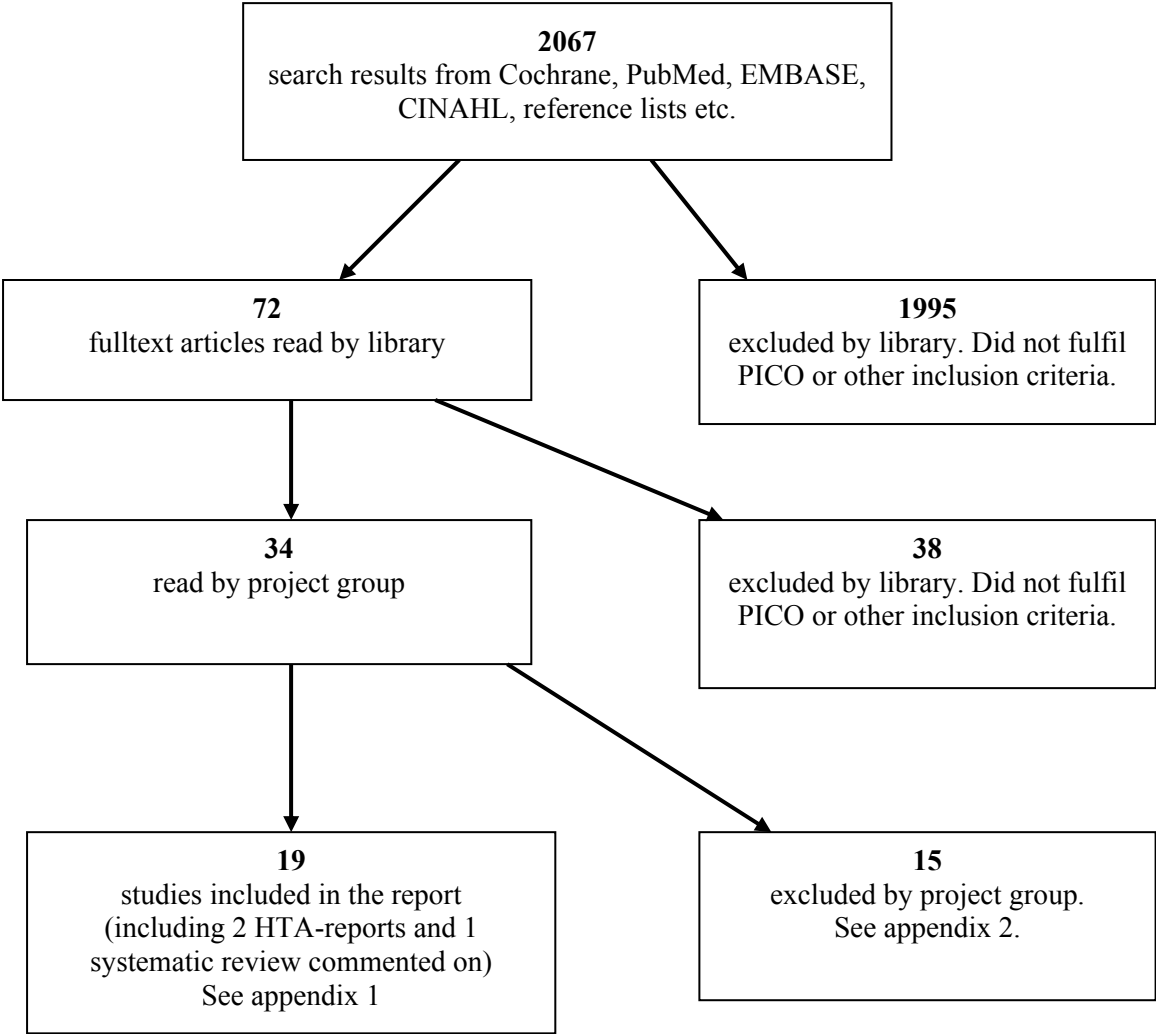 2067
search results from Cochrane, PubMed, EMBASE,
CINAHL, reference lists etc.
72
fulltext articles read by library
1995
excluded by library. Did not fulfil
PICO or other inclusion criteria.
34
read by project group
38
excluded by library. Did not fulfil
PICO or other inclusion criteria.
19
studies included in the report
(including 2 HTA-reports and 1
systematic review commented on)
See appendix 1
15
excluded by project group.
See appendix 2.